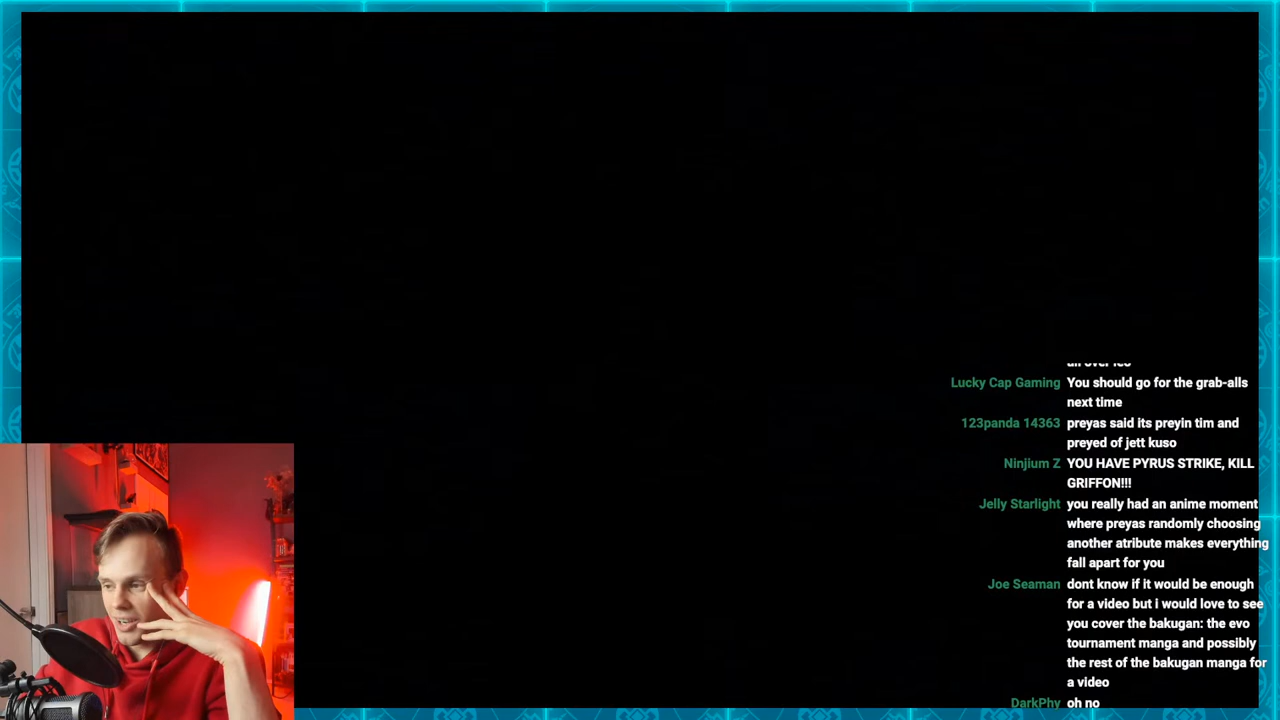 Lucky Cap Gaming You should go for the grab-alls
next time
123panda 14363 preyas said its preyin tim and
preyed of jett kuso
Ninjium Z YOU HAVE PYRUS STRIKE, KILL
GRIFFON!!!
Jelly Starlight you really had an anime moment
where preyas randomly choosing
another atribute makes everything
fall apart for you
Joe Seaman dont know if it would be enough
for a video but i would love to see
you cover the bakugan: the evo
tournament manga and possibly
the rest of the bakugan manga for
a video
DarkPhy oh no